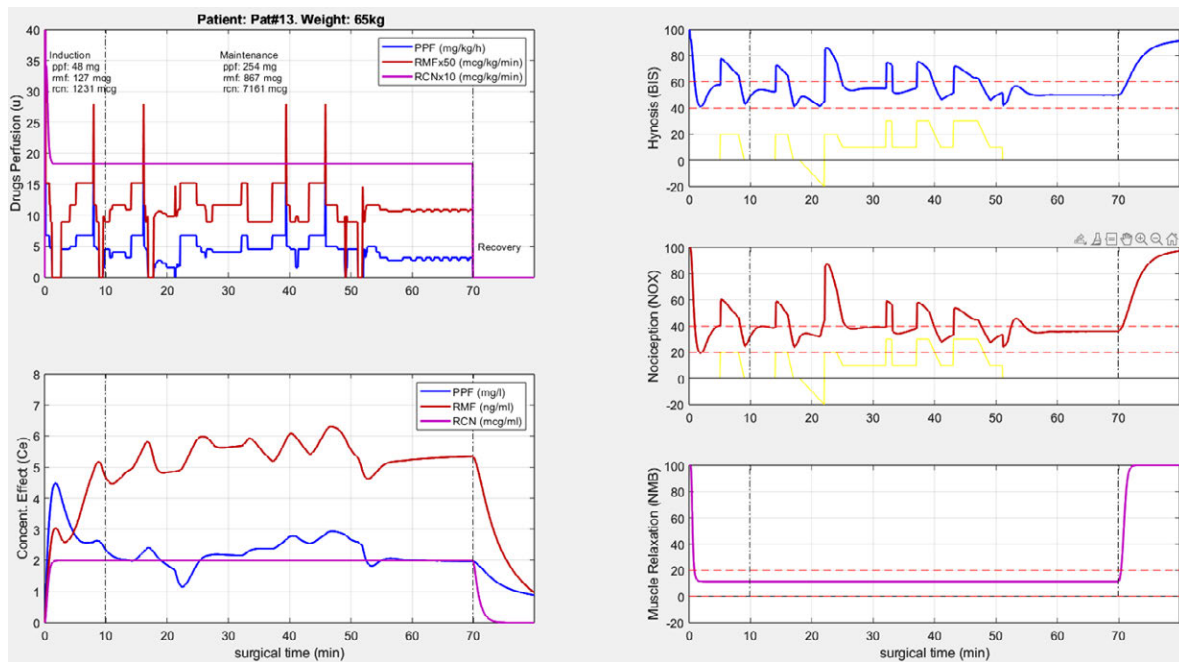 Patient: Pat#13. Weight: 65kg
Drugs Perfusion (u)
40
35
30
25
20
15
10
5
0
Induction
ppf: 48 mg
rmf: 127 mcg
rcn: 1231 mcg
Maintenance
ppf: 254 mg
rmf: 867 mcg
rcn: 7161 mcg
PPF (mg/kg/h)
RMFx50 (mcg/kg/min)
RCNx10 (mcg/kg/min)
Recovery
0 10 20 30 40 50 60 70
Concent. Effect (Ce)
8
7
6
5
4
3
2
1
0
PPF (mg/l)
RMF (ng/ml)
RCN (mcg/ml)
0 10 20 30 40 50 60 70
surgical time (min)
Hynosis (BIS)
100
80
60
40
20
0
-20
0 10 20 30 40 50 60 70
Nociception (NOX)
100
80
60
40
20
0
-20
0 10 20 30 40 50 60 70
Muscle Relaxation (NMB)
100
80
60
40
20
0
-20
0 10 20 30 40 50 60 70
surgical time (min)